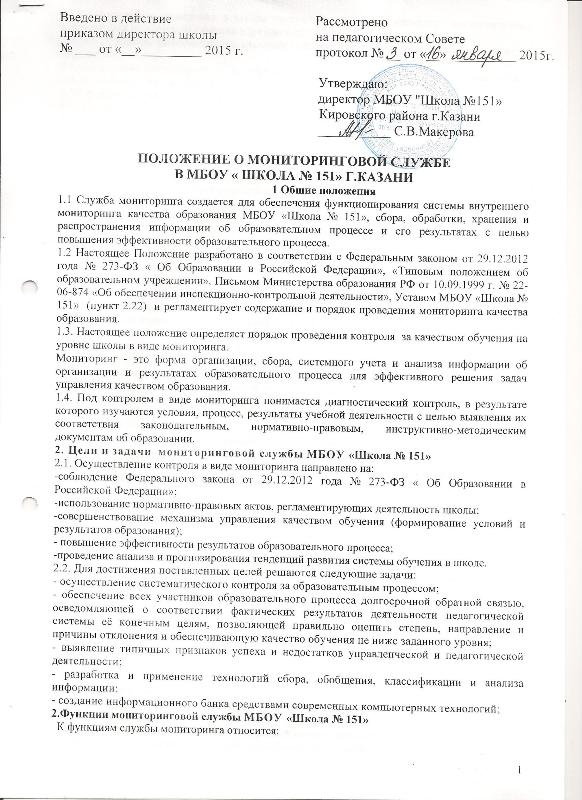 Введено в действие
приказом директора школы
№ ___ от «__» __________ 2015 г.
Рассмотрено
на педагогическом Совете
протокол № 3 от «16» января 2015г.
Утверждаю:
директор МБОУ "Школа №151»
Кировского района г.Казани
__________ С.В.Макерова
ПОЛОЖЕНИЕ О МОНИТОРИНГОВОЙ СЛУЖБЕ
В МБОУ « ШКОЛА № 151» Г.КАЗАНИ
1 Общие положения
1.1 Служба мониторинга создается для обеспечения функционирования системы внутреннего
мониторинга качества образования МБОУ «Школа № 151», сбора, обработки, хранения и
распространения информации об образовательном процессе и его результатах с целью
повышения эффективности образовательного процесса.
1.2 Настоящее Положение разработано в соответствии с Федеральным законом от 29.12.2012
года № 273-ФЗ « Об Образовании в Российской Федерации», «Типовым положением об
образовательном учреждении», Письмом Министерства образования РФ от 10.09.1999 г. № 22-
06-874 «Об обеспечении инспекционно-контрольной деятельности», Уставом МБОУ «Школа №
151» (пункт 2.22) и регламентирует содержание и порядок проведения мониторинга качества
образования.
1.3. Настоящее положение определяет порядок проведения контроля за качеством обучения на
уровне школы в виде мониторинга.
Мониторинг - это форма организации, сбора, системного учета и анализа информации об
организации и результатах образовательного процесса для эффективного решения задач
управления качеством образования.
1.4. Под контролем в виде мониторинга понимается диагностический контроль, в результате
которого изучаются условия, процесс, результаты учебной деятельности с целью выявления их
соответствия законодательным, нормативно-правовым, инструктивно-методическим
документам об образовании.
2. Цели и задачи мониторинговой службы МБОУ «Школа № 151»
2.1. Осуществление контроля в виде мониторинга направлено на:
-соблюдение Федерального закона от 29.12.2012 года № 273-ФЗ « Об Образовании в
Российской Федерации»;
-использование нормативно-правовых актов, регламентирующих деятельность школы;
-совершенствование механизма управления качеством обучения (формирование условий и
результатов образования);
- повышение эффективности результатов образовательного процесса;
-проведение анализа и прогнозирования тенденций развития системы обучения в школе.
2.2. Для достижения поставленных целей решаются следующие задачи:
- осуществление систематического контроля за образовательным процессом;
- обеспечение всех участников образовательного процесса долгосрочной обратной связью,
осведомляющей о соответствии фактических результатов деятельности педагогической
системы её конечным целям, позволяющей правильно оценить степень, направление и
причины отклонения и обеспечивающую качество обучения не ниже заданного уровня;
- выявление типичных признаков успеха и недостатков управленческой и педагогической
деятельности;
- разработка и применение технологий сбора, обобщения, классификации и анализа
информации;
- создание информационного банка средствами современных компьютерных технологий;
2.Функции мониторинговой службы МБОУ «Школа № 151»
К функциям службы мониторинга относится:
1